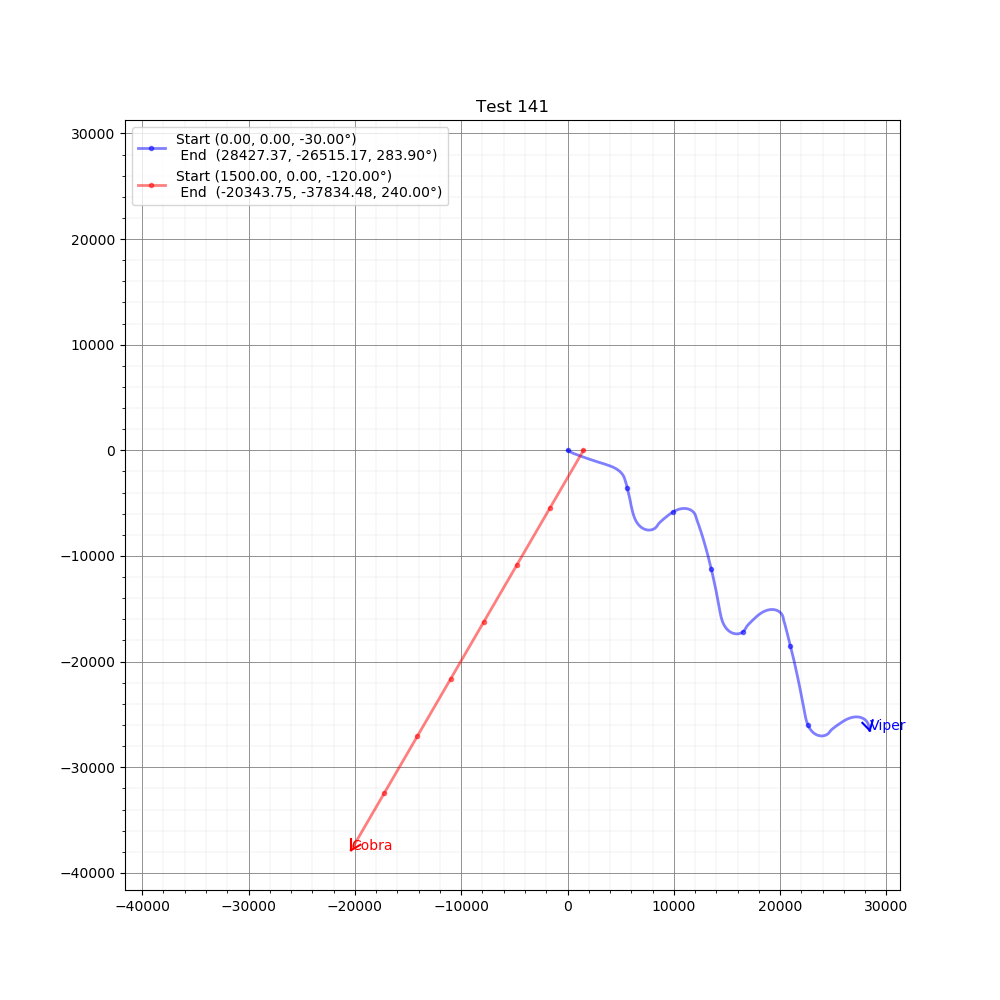 Test 141
Start (0.00, 0.00, -30.00°)
End (28427.37, -26515.17, 283.90°)
Start (1500.00, 0.00, -120.00°)
End (-20343.75, -37834.48, 240.00°)
30000
20000
10000
0
−10000
−20000
−30000
−40000
Viper
Cobra
−40000 −30000 −20000 −10000 0 10000 20000 30000